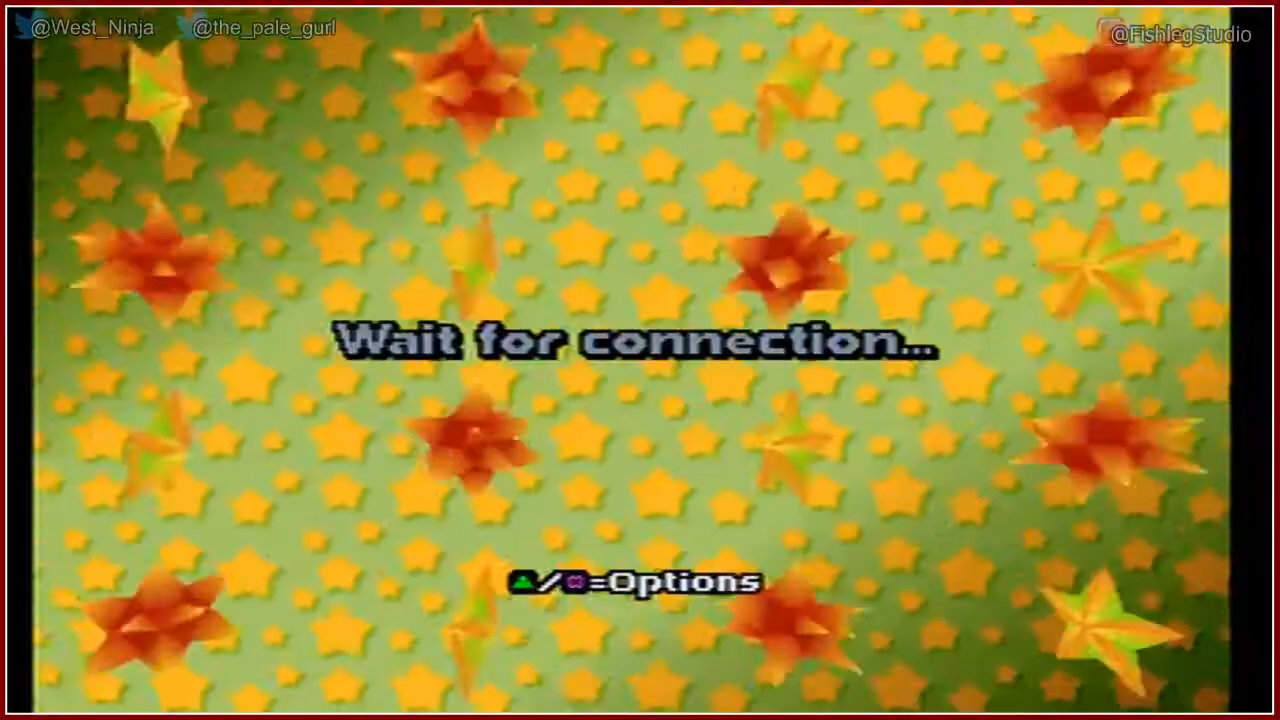 @West_Ninja @the_pale_gurl @FishlegStudio
Wait for connection...
▲/■=Options